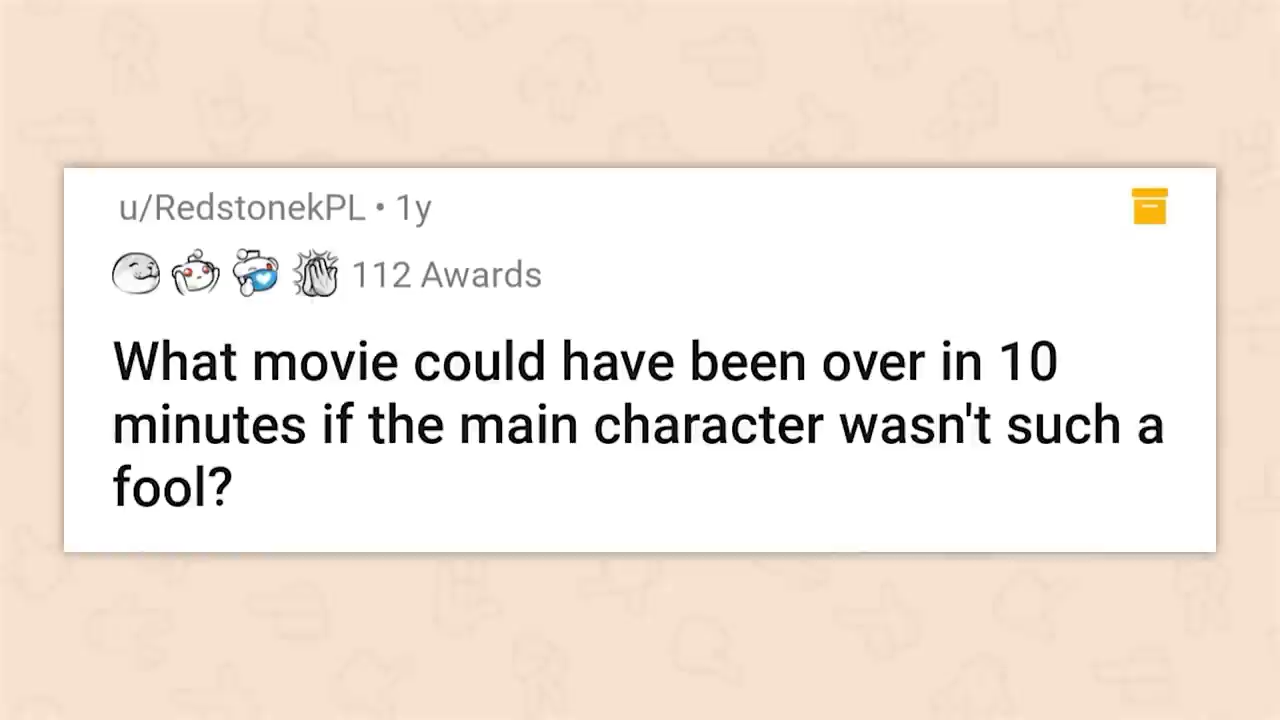 u/RedstonekPL • 1y
112 Awards
What movie could have been over in 10
minutes if the main character wasn't such a
fool?